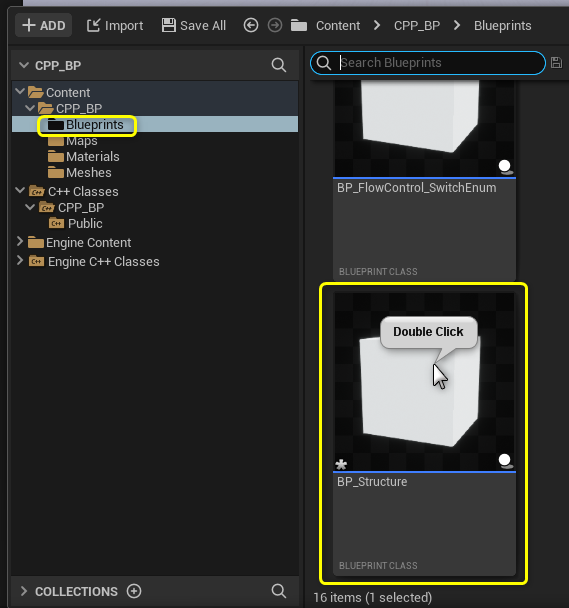 ADD Import Save All Content CPP_BP Blueprints
CPP_BP
Search Blueprints
Content
CPP_BP
Blueprints
Maps
Materials
Meshes
C++ Classes
CPP_BP
Public
Engine Content
Engine C++ Classes
COLLECTIONS
BP_FlowControl_SwitchEnum
BLUEPRINT CLASS
Double Click
BP_Structure
BLUEPRINT CLASS
16 items (1 selected)